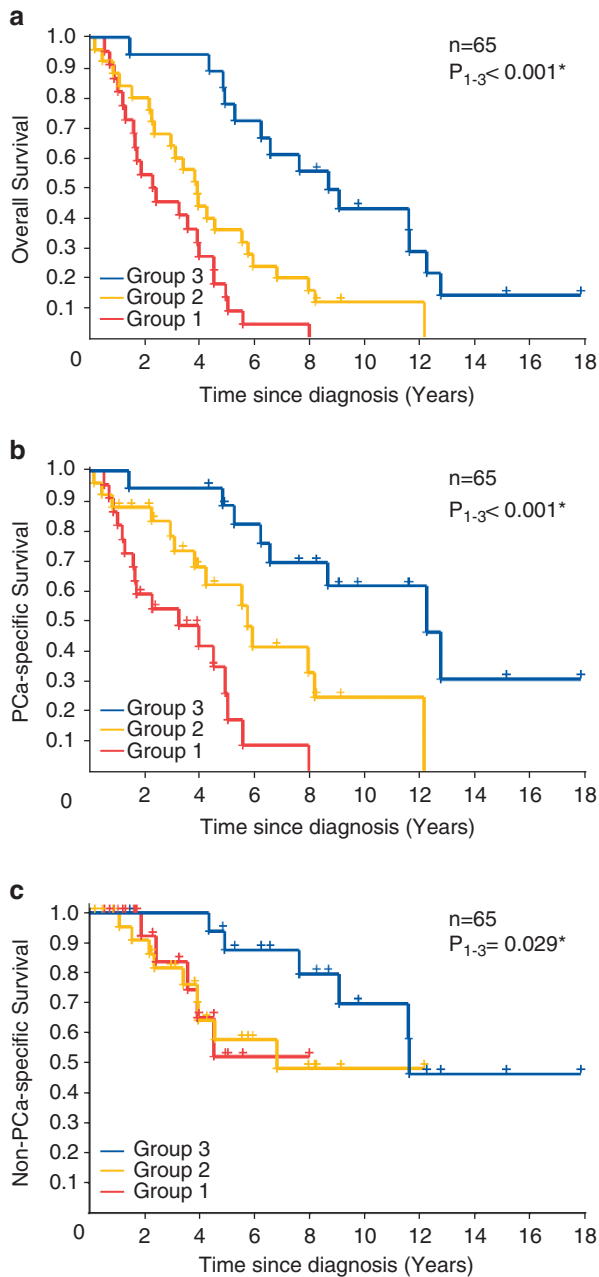 a
n=65
P1-3< 0.001*
Overall Survival
1.0
0.9
0.8
0.7
0.6
0.5
0.4
0.3
0.2
0.1
Group 3
Group 2
Group 1
0 2 4 6 8 10 12 14 16 18
Time since diagnosis (Years)
b
n=65
P1-3< 0.001*
PCa-specific Survival
1.0
0.9
0.8
0.7
0.6
0.5
0.4
0.3
0.2
0.1
Group 3
Group 2
Group 1
0 2 4 6 8 10 12 14 16 18
Time since diagnosis (Years)
c
n=65
P1-3= 0.029*
Non-PCa-specific Survival
1.0
0.9
0.8
0.7
0.6
0.5
0.4
0.3
0.2
0.1
Group 3
Group 2
Group 1
0 2 4 6 8 10 12 14 16 18
Time since diagnosis (Years)